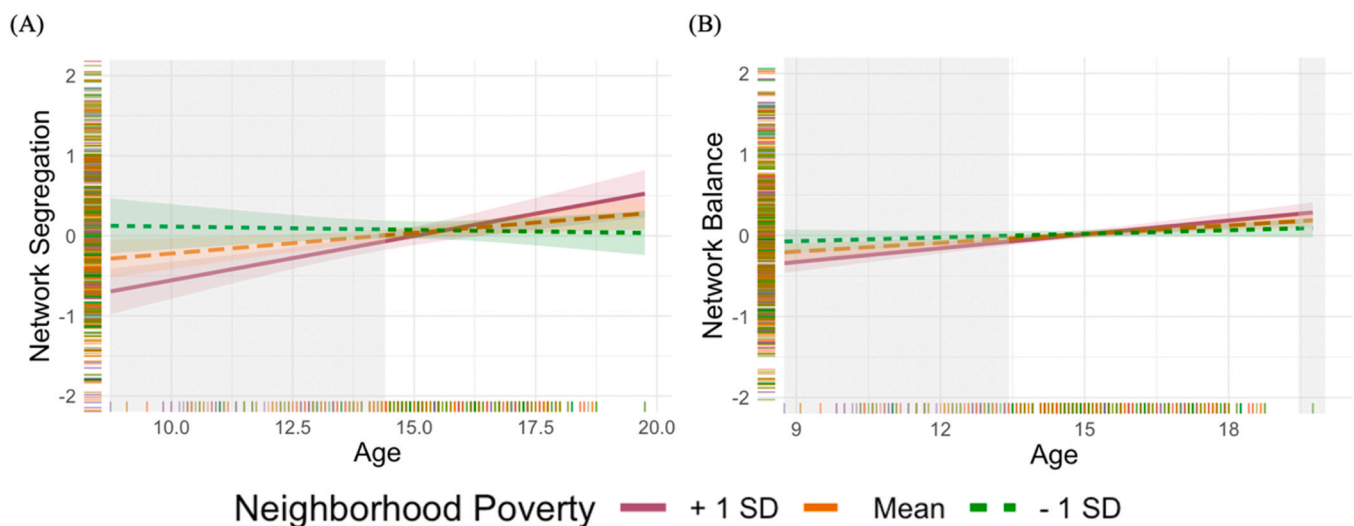 (A)
(B)
Network Segregation
2
1
0
-1
-2
10.0 12.5 15.0 17.5 20.0
Age
Network Balance
2
1
0
-1
-2
9 12 15 18
Age
Neighborhood Poverty + 1 SD Mean - 1 SD